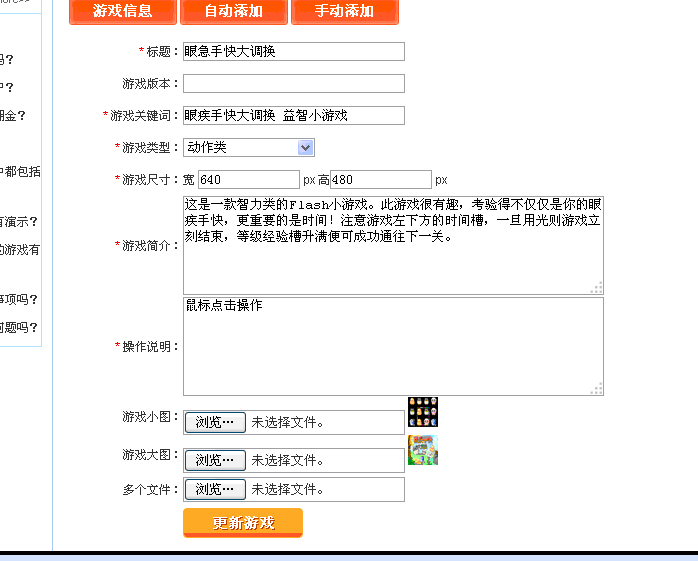 游戏信息 自动添加 手动添加
吗?
*标题： 眼急手快大调换
游戏版本：
佣金?
*游戏关键词： 眼疾手快大调换 益智小游戏
*游戏类型： 动作类
中都包括
*游戏尺寸：宽 640 px 高 480 px
这是一款智力类的Flash小游戏。此游戏很有趣，考验得不仅仅是你的眼
疾手快，更重要的是时间！注意游戏左下方的时间槽，一旦用光则游戏立
刻结束，等级经验槽升满便可成功通往下一关。
有演示?
*游戏简介：
的游戏有
事项吗?
鼠标点击操作
问题吗?
*操作说明：
游戏小图： 浏览… 未选择文件。
游戏大图： 浏览… 未选择文件。
多个文件： 浏览… 未选择文件。
更新游戏